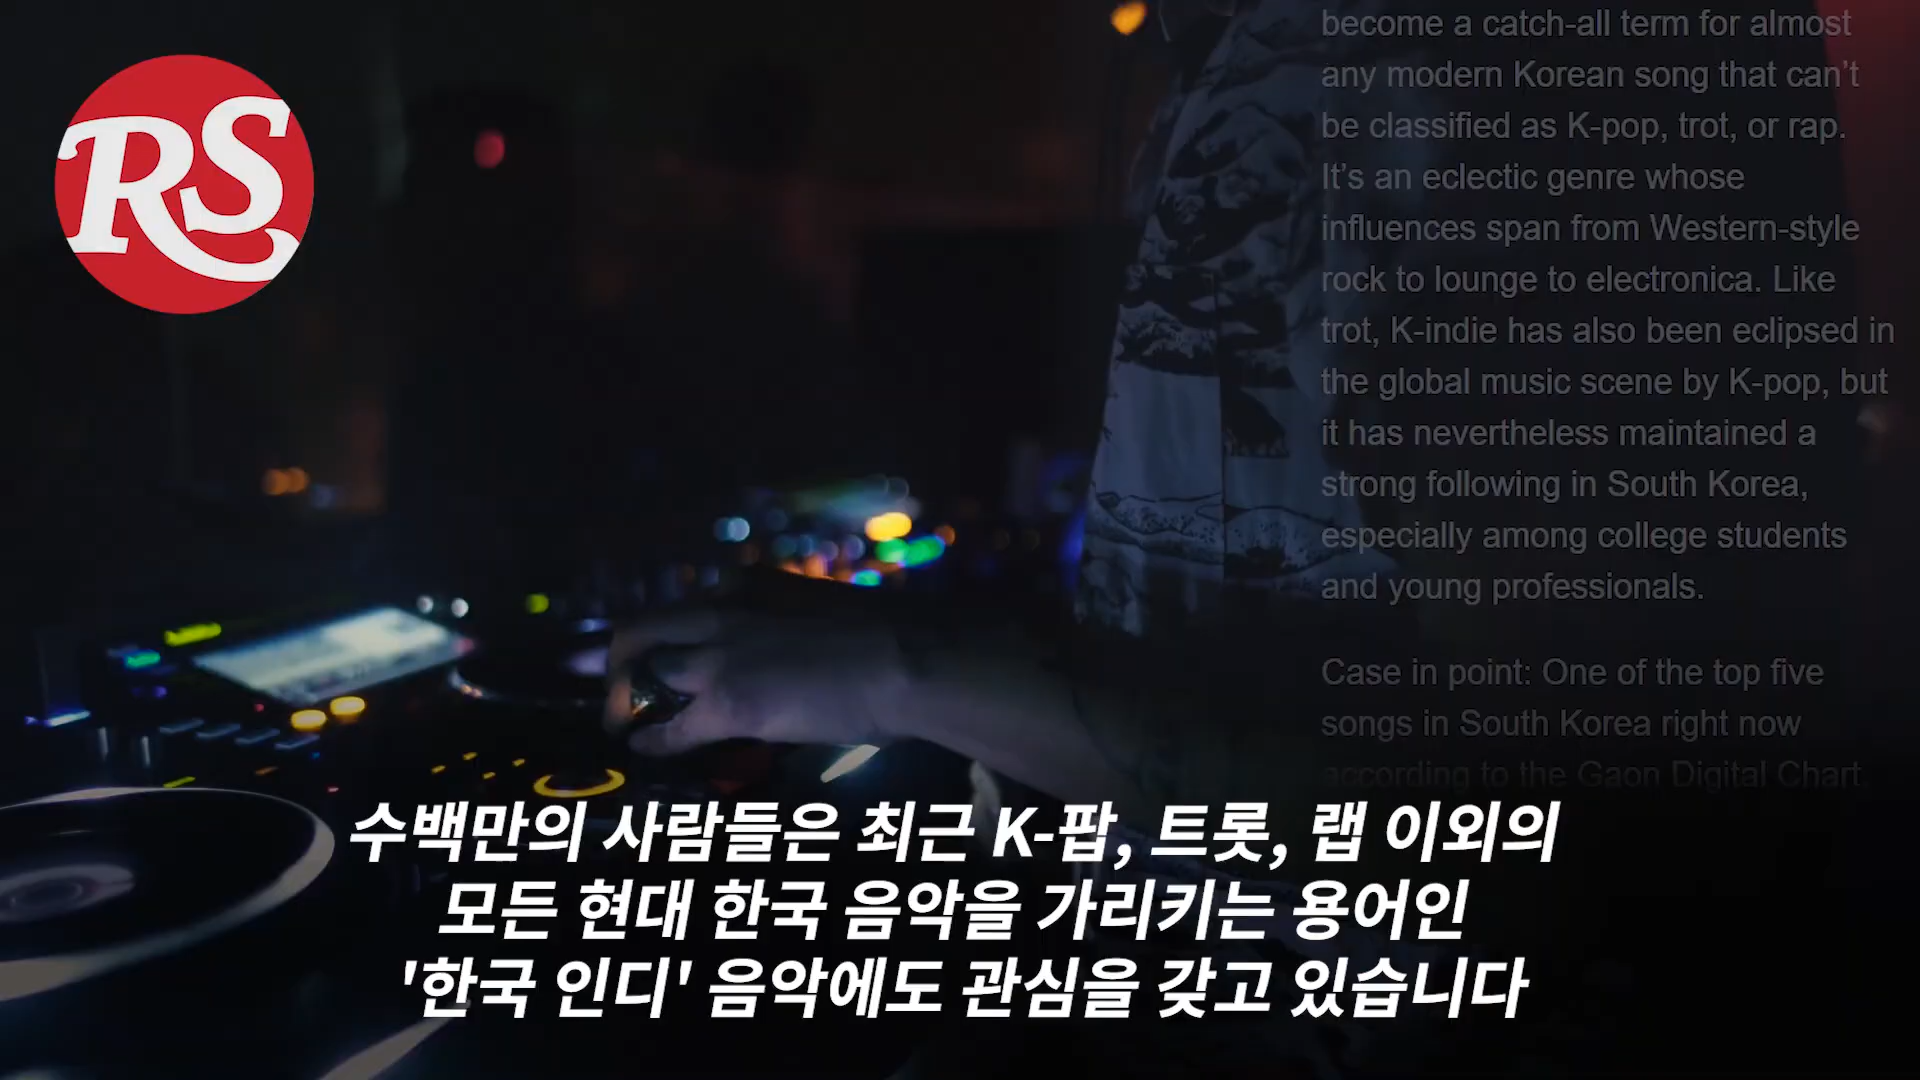 RS
become a catch-all term for almost
any modern Korean song that can’t
be classified as K-pop, trot, or rap.
It’s an eclectic genre whose
influences span from Western-style
rock to lounge to electronica. Like
trot, K-indie has also been eclipsed in
the global music scene by K-pop, but
it has nevertheless maintained a
strong following in South Korea,
especially among college students
and young professionals.
Case in point: One of the top five
songs in South Korea right now
according to the Gaon Digital Chart
수백만의 사람들은 최근 K-팝, 트롯, 랩 이외의
모든 현대 한국 음악을 가리키는 용어인
'한국 인디' 음악에도 관심을 갖고 있습니다